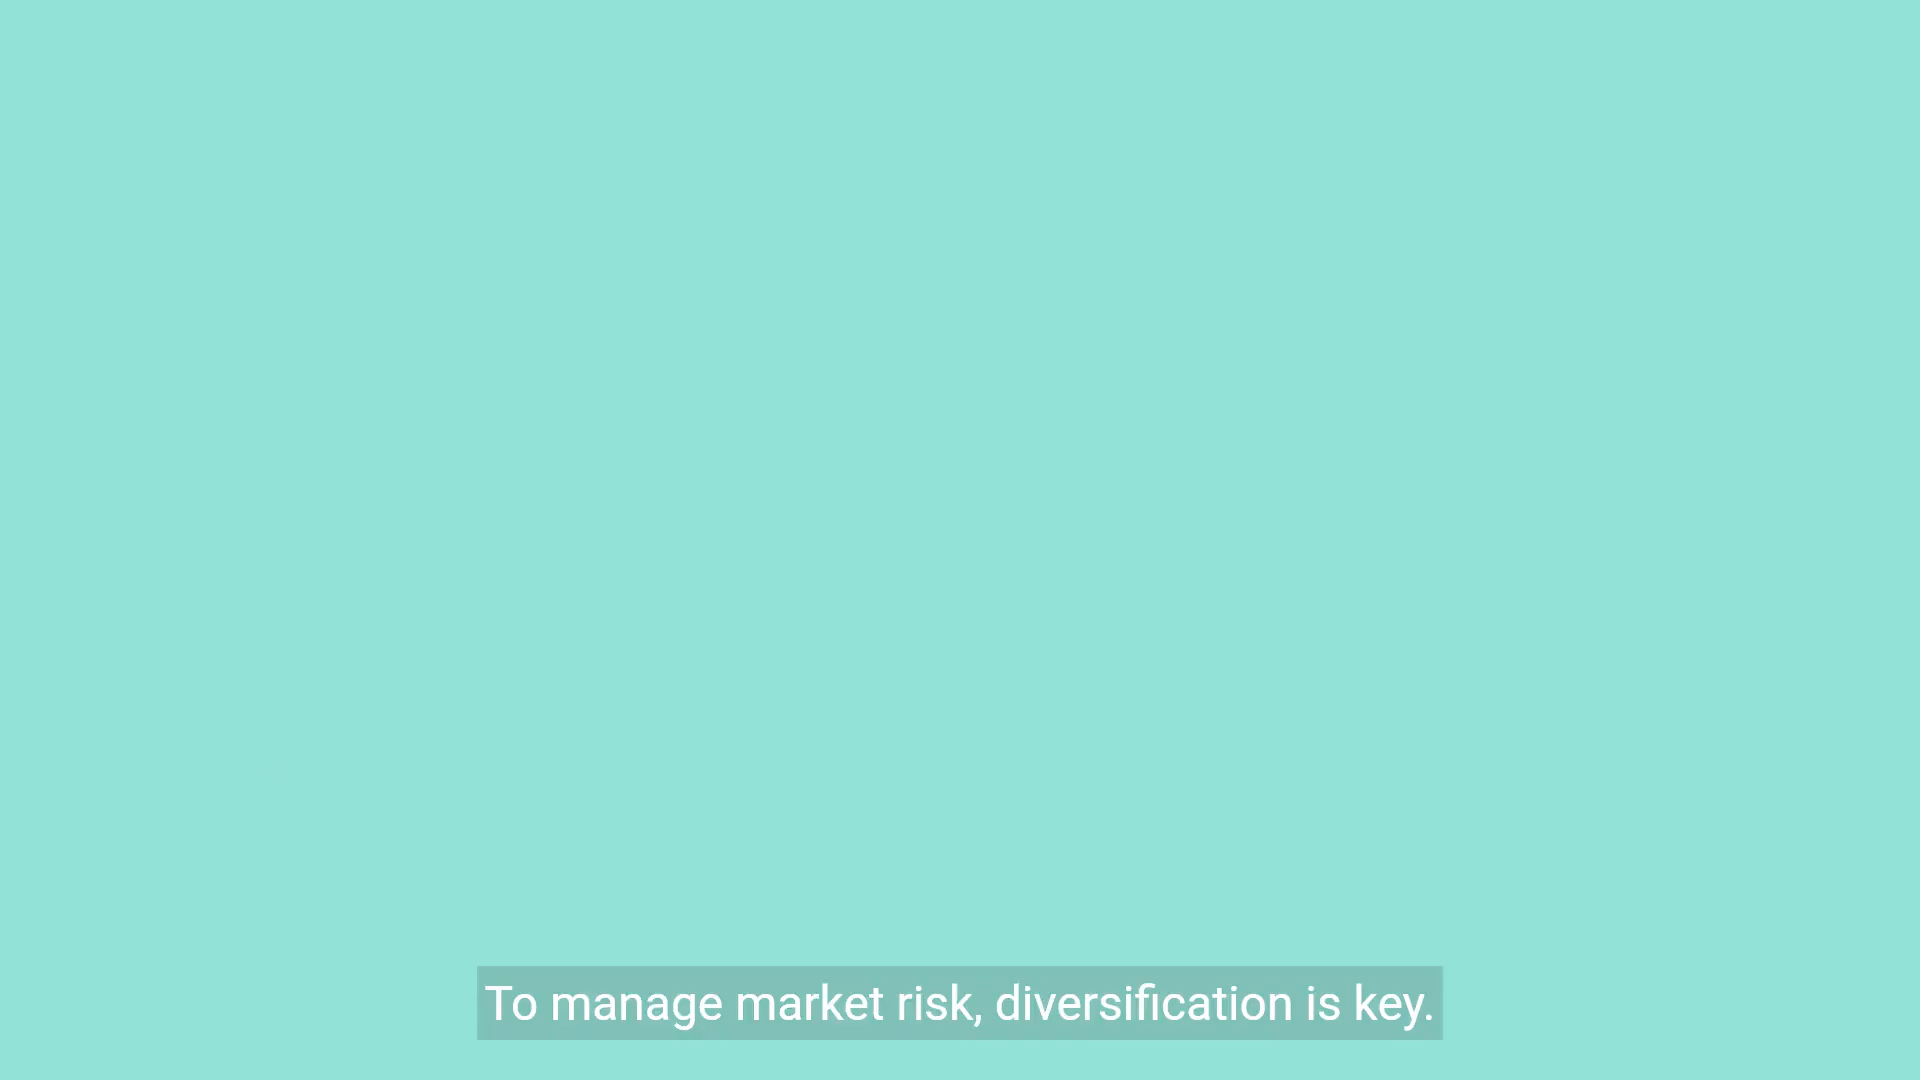 To manage market risk, diversification is key.